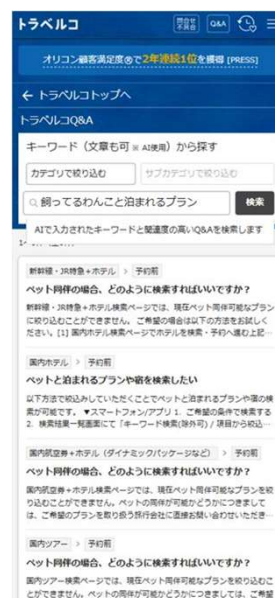 トラベルコ
問合せ
Q&A
オリコン顧客満足度®で2年連続1位を獲得 [PRESS]
← トラベルコトップへ
トラベルコQ&A
キーワード（文章も可 ※ AI使用）から探す
カテゴリで絞り込む
サブカテゴリで絞り込む
飼ってるわんこと泊まれるプラン
検索
AIで入力されたキーワードと関連度の高いQ&Aを検索します
新幹線・JR特急＋ホテル > 予約前
ペット同伴の場合、どのように検索すればいいですか？
新幹線・JR特急＋ホテル検索ページでは、現在ペット同伴可能なプラン
に絞り込むことができません。ご希望の場合は以下の方法をお試しく
ださい。[1] 国内ホテル検索ページでホテルを検索・予約へ進む上記…
国内ホテル > 予約前
ペットと泊まれるプランや宿を検索したい
以下方法で絞込みしていただくことでペットと泊まれるプランや宿の検
索が可能です。 ▼スマートフォン/アプリ 1. ご希望の条件で検索する
2. 検索結果一覧画面にて「キーワード検索(除外可) / 項目から絞込…
国内航空券＋ホテル（ダイナミックパッケージなど） > 予約前
ペット同伴の場合、どのように検索すればいいですか？
国内航空券＋ホテル検索ページでは、現在ペット同伴可能なプランを絞
り込むことができません。ペットの同伴が可能かどうかにつきまして
は、ご希望のプランを取り扱う旅行会社に直接お問い合わせいただき…
国内ツアー > 予約前
ペット同伴の場合、どのように検索すればいいですか？
国内ツアー検索ページでは、現在ペット同伴可能なプランを絞り込むこ
とができません。ペットの同伴が可能かどうかにつきましては、ご希望